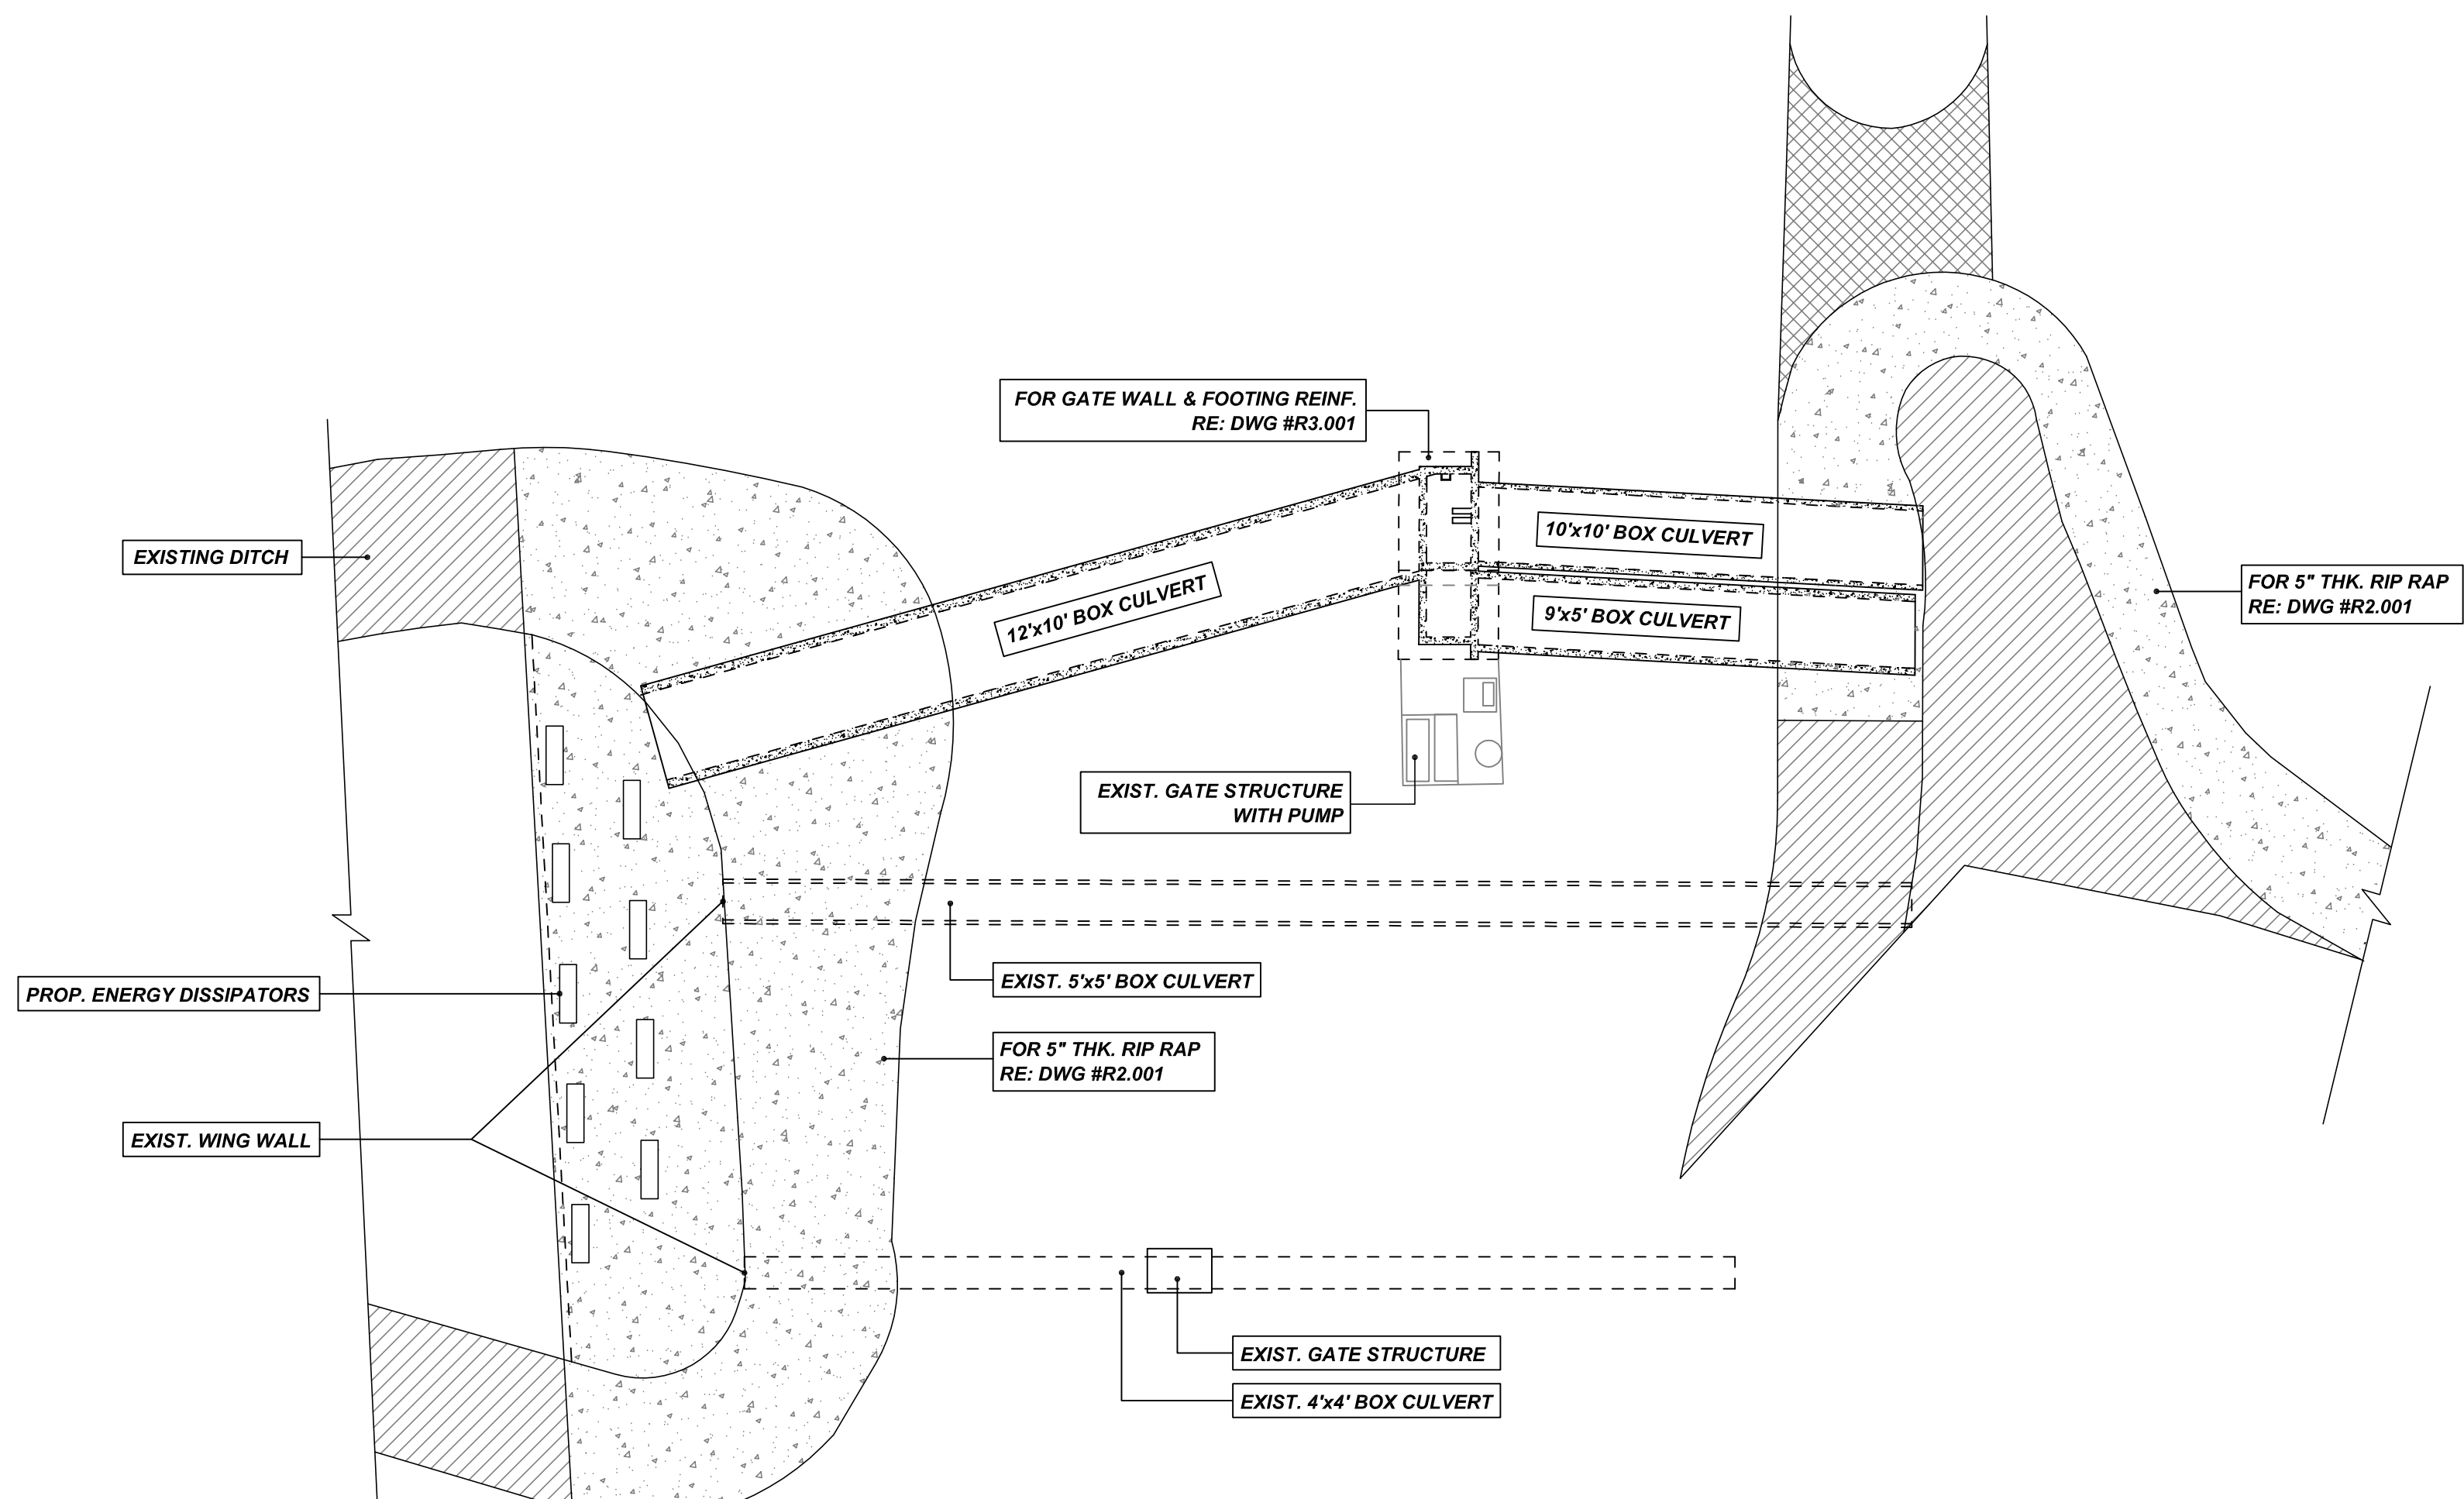 FOR GATE WALL & FOOTING REINF.
RE: DWG #R3.001
10'x10' BOX CULVERT
EXISTING DITCH
12'x10' BOX CULVERT
9'x5' BOX CULVERT
FOR 5" THK. RIP RAP
RE: DWG #R2.001
EXIST. GATE STRUCTURE
WITH PUMP
PROP. ENERGY DISSIPATORS
EXIST. 5'x5' BOX CULVERT
FOR 5" THK. RIP RAP
RE: DWG #R2.001
EXIST. WING WALL
EXIST. GATE STRUCTURE
EXIST. 4'x4' BOX CULVERT